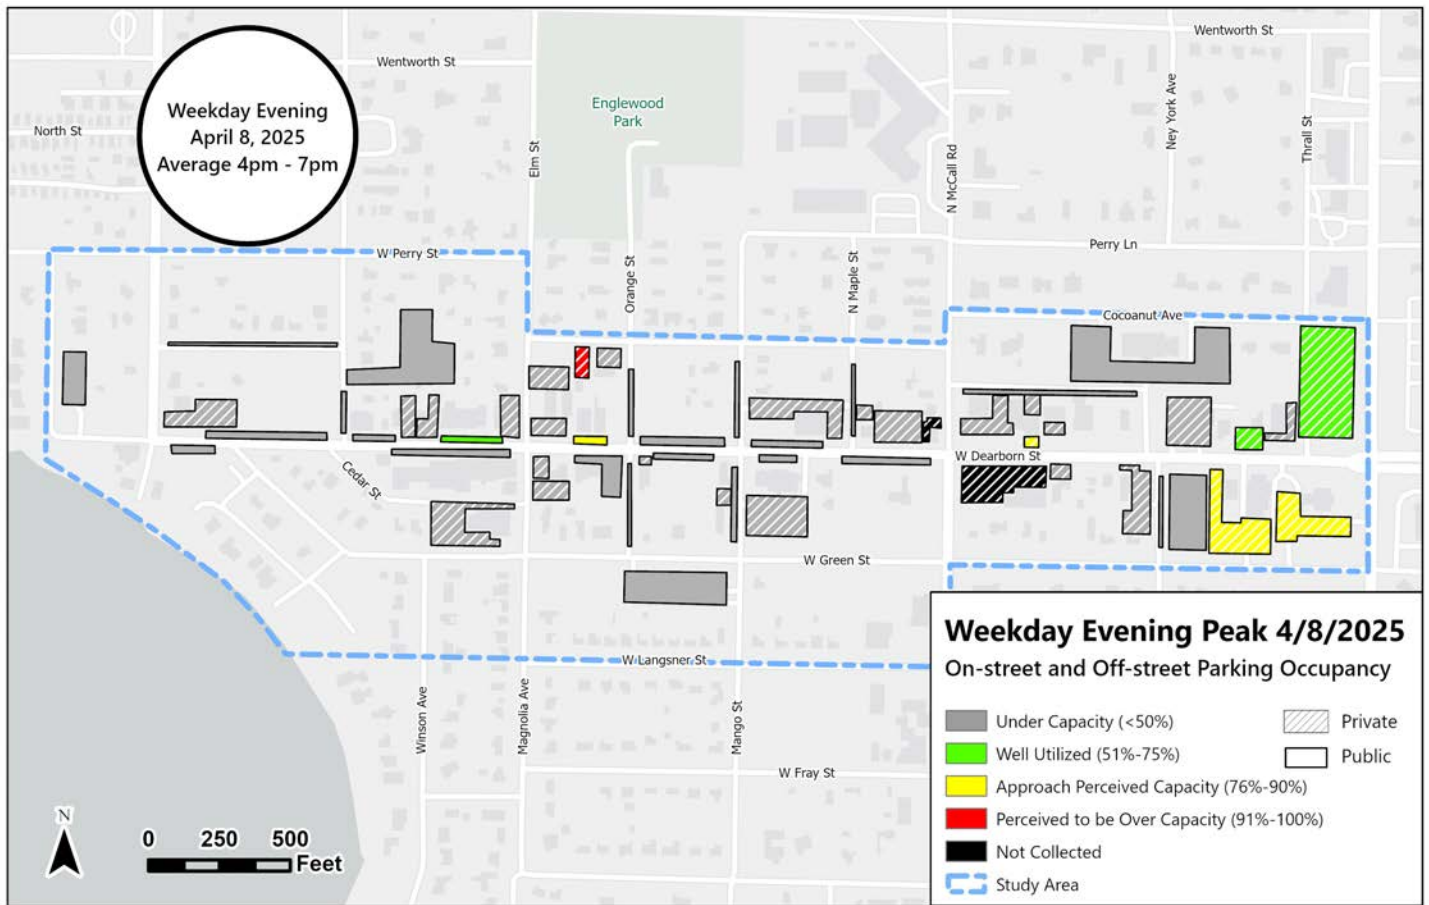 Wentworth St
Wentworth St
Weekday Evening
April 8, 2025
Average 4pm - 7pm
North St
Englewood
Park
Elm St
N McCall Rd
Ney York Ave
Thrall St
W Perry St
Orange St
N Maple St
Perry Ln
Cocoanut Ave
Cedar St
W Dearborn St
W Green St
W Langsner St
Winson Ave
Magnolia Ave
Mango St
W Fray St
N
0 250 500
Feet
Weekday Evening Peak 4/8/2025
On-street and Off-street Parking Occupancy
Under Capacity (<50%)
Well Utilized (51%-75%)
Approach Perceived Capacity (76%-90%)
Perceived to be Over Capacity (91%-100%)
Not Collected
Study Area
Private
Public